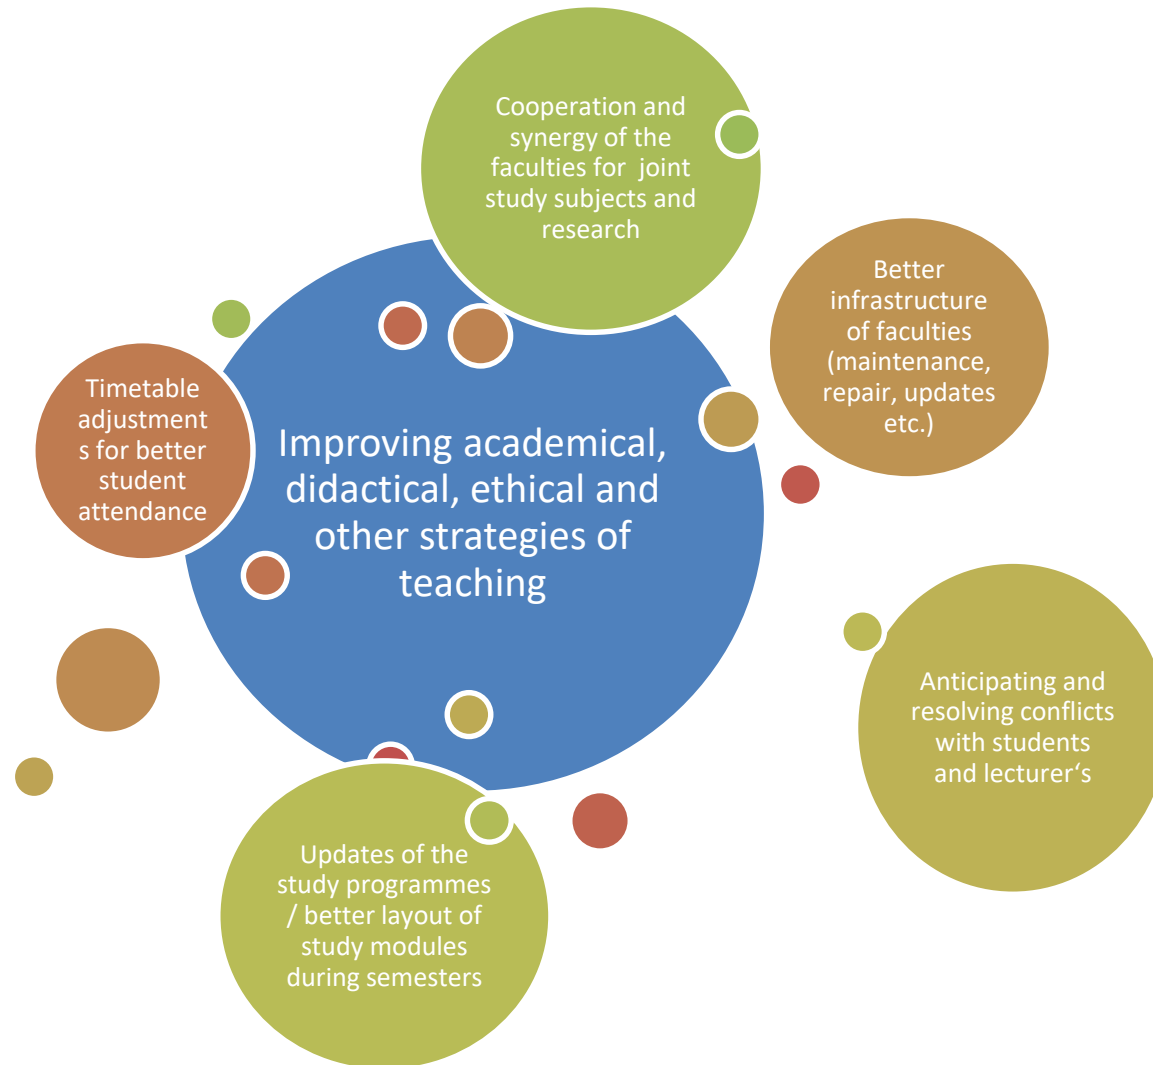 Cooperation and
synergy of the
faculties for joint
study subjects and
research
Better
infrastructure
of faculties
(maintenance,
repair, updates
etc.)
Timetable
adjustment
s for better
student
attendance
Improving academical,
didactical, ethical and
other strategies of
teaching
Anticipating and
resolving conflicts
with students
and lecturer‘s
Updates of the
study programmes
/ better layout of
study modules
during semesters